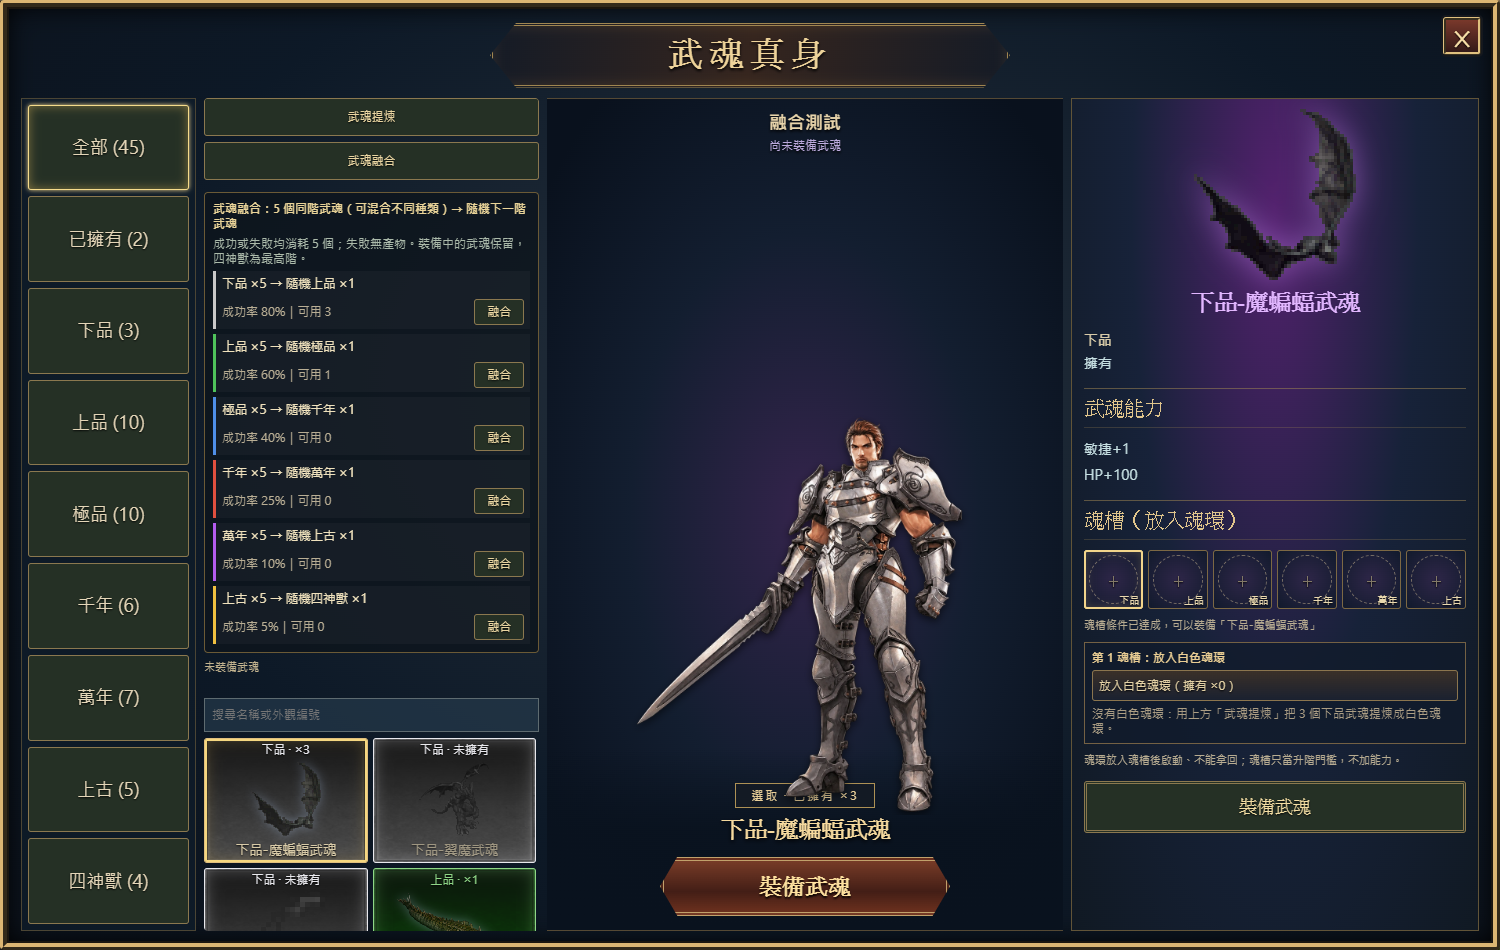 武魂真身
X
全部 (45)
已擁有 (2)
下品 (3)
上品 (10)
極品 (10)
千年 (6)
萬年 (7)
上古 (5)
四神獸 (4)
武魂提煉
武魂融合
武魂融合：5 個同階武魂 ( 可混合不同種類 ) → 隨機下一階
武魂
成功或失敗均消耗 5 個；失敗無產物。裝備中的武魂保留，
四神獸為最高階。
下品 ×5 → 隨機上品 ×1
成功率 80% | 可用 3
融合
上品 ×5 → 隨機極品 ×1
成功率 60% | 可用 1
融合
極品 ×5 → 隨機千年 ×1
成功率 40% | 可用 0
融合
千年 ×5 → 隨機萬年 ×1
成功率 25% | 可用 0
融合
萬年 ×5 → 隨機上古 ×1
成功率 10% | 可用 0
融合
上古 ×5 → 隨機四神獸 ×1
成功率 5% | 可用 0
融合
未裝備武魂
搜尋名稱或外觀編號
下品 · ×3
下品-魔蝙蝠武魂
下品 · 未擁有
下品-翼魔武魂
下品 · 未擁有
上品 · ×1
融合測試
尚未裝備武魂
選取 · 已擁有 ×3
下品-魔蝙蝠武魂
裝備武魂
下品-魔蝙蝠武魂
下品
擁有
武魂能力
敏捷+1
HP+100
魂槽（放入魂環）
下品
上品
極品
千年
萬年
上古
魂槽條件已達成，可以裝備「下品-魔蝙蝠武魂」
第 1 魂槽：放入白色魂環
放入白色魂環 ( 擁有 ×0 )
沒有白色魂環：用上方「武魂提煉」把 3 個下品武魂提煉成白色魂
環。
魂環放入魂槽後啟動、不能拿回；魂槽只當升階門檻，不加能力。
裝備武魂